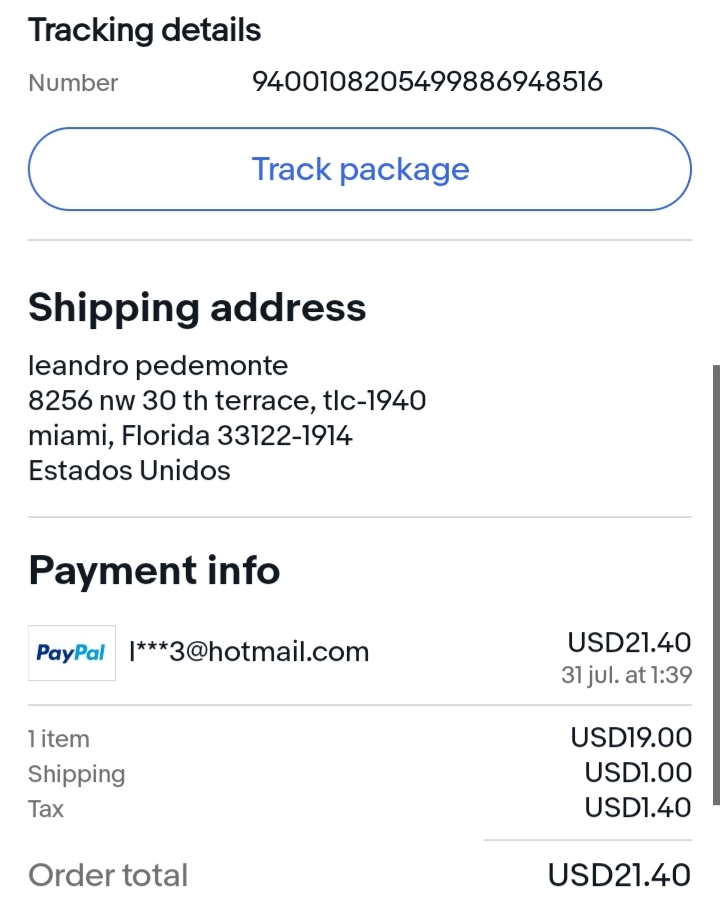 Tracking details
Number 9400108205499886948516
Track package
Shipping address
leandro pedemonte
8256 nw 30 th terrace, tlc-1940
miami, Florida 33122-1914
Estados Unidos
Payment info
PayPal l***3@hotmail.com USD21.40
31 jul. at 1:39
1 item USD19.00
Shipping USD1.00
Tax USD1.40
Order total USD21.40